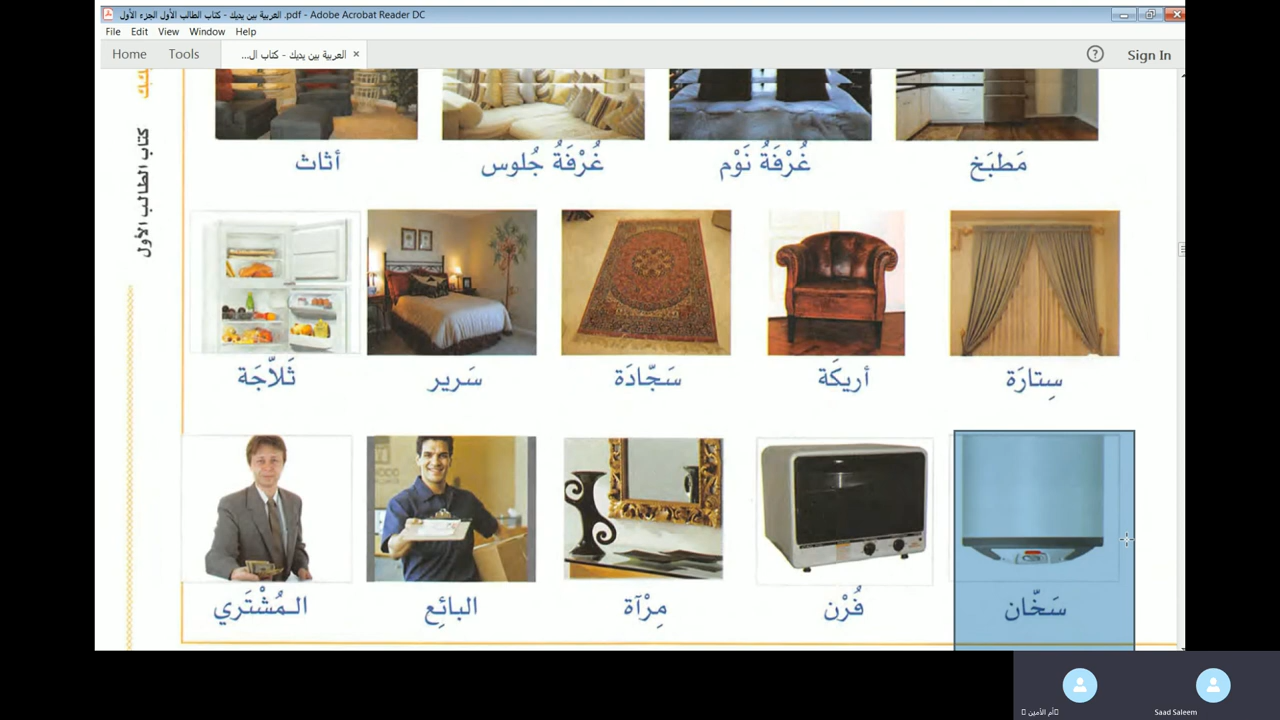 العربية بين يديك - كتاب الطالب الأول الجزء الأول .pdf - Adobe Acrobat Reader DC
File Edit View Window Help
Home Tools العربية بين يديك - كتاب ال... × ? Sign In
كتاب الطالب الأول
مَطبَخ غُرْفَةُ نَوْم غُرْفَةُ جُلوس أثاث
سِتارَة أريكَة سَجّادَة سَرير ثَلاّجَة
سَخّان فُرْن مِرْآة البائِع الـمُشْتَري
أم الأمين Saad Saleem